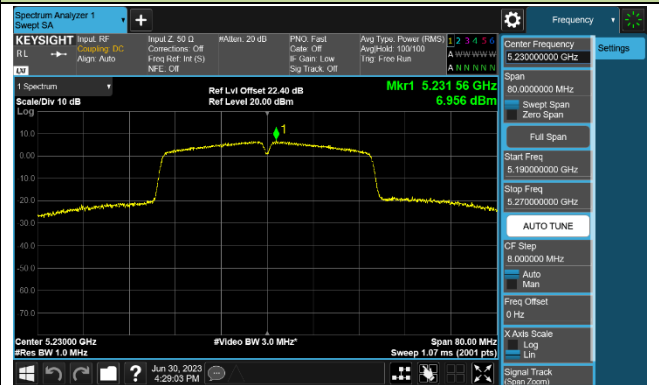 Spectrum Analyzer 1
Swept SA
Frequency
KEYSIGHT
RL
LXI
Input: RF
Coupling: DC
Align: Auto
Input Z: 50 Ω
Corrections: Off
Freq Ref: Int (S)
NFE: Off
#Atten: 20 dB
PNO: Fast
Gate: Off
IF Gain: Low
Sig Track: Off
Avg Type: Power (RMS)
Avg|Hold: 100/100
Trig: Free Run
1 2 3 4 5 6
A W W W W W
A N N N N N
1 Spectrum
Scale/Div 10 dB
Log
Ref Lvl Offset 22.40 dB
Ref Level 20.00 dBm
Mkr1 5.231 56 GHz
6.956 dBm
1
10.0
0.00
-10.0
-20.0
-30.0
-40.0
-50.0
-60.0
-70.0
Center 5.23000 GHz
#Res BW 1.0 MHz
#Video BW 3.0 MHz*
Span 80.00 MHz
Sweep 1.07 ms (2001 pts)
Jun 30, 2023
4:29:03 PM
Center Frequency
5.230000000 GHz
Span
80.0000000 MHz
Swept Span
Zero Span
Full Span
Start Freq
5.190000000 GHz
Stop Freq
5.270000000 GHz
AUTO TUNE
CF Step
8.000000 MHz
Auto
Man
Freq Offset
0 Hz
X Axis Scale
Log
Lin
Signal Track
(Span Zoom)
Settings